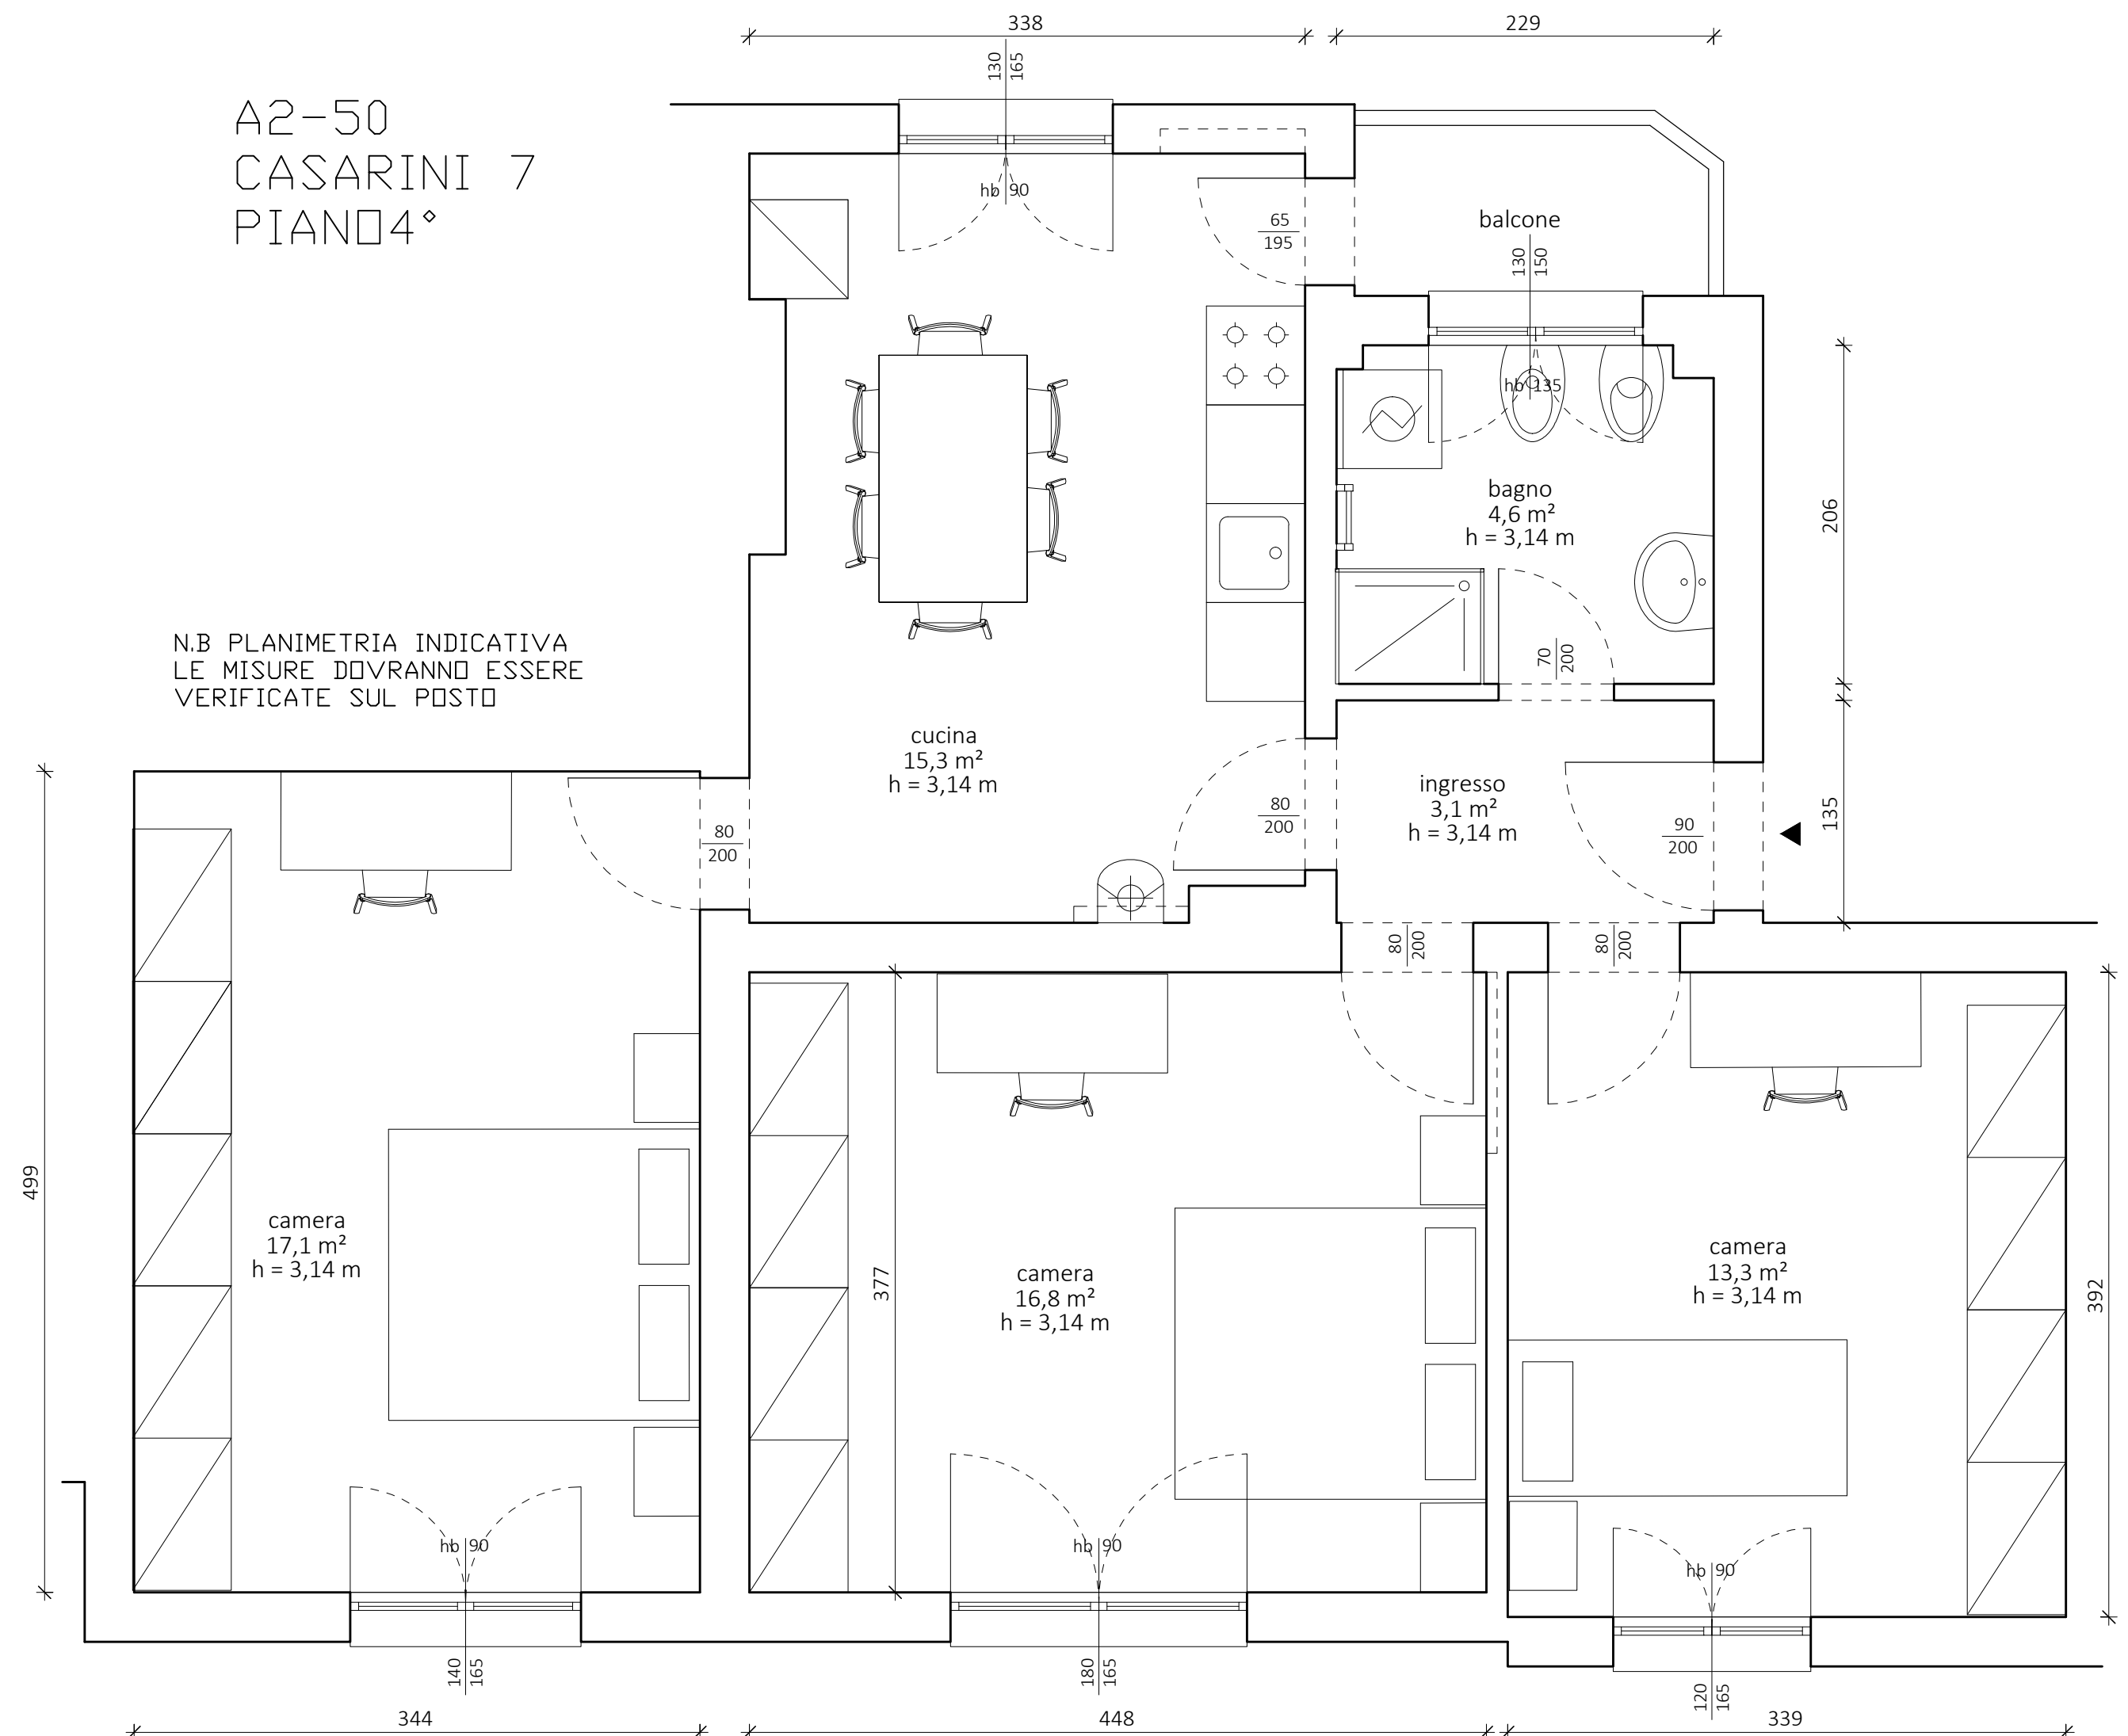 338
229
130
165
A2-50
CASARINI 7
PIANO4°
hb 90
65
195
balcone
130
150
hb 135
bagno
4,6 m²
h = 3,14 m
206
N.B PLANIMETRIA INDICATIVA
LE MISURE DOVRANNO ESSERE
VERIFICATE SUL POSTO
70
200
cucina
15,3 m²
h = 3,14 m
ingresso
3,1 m²
h = 3,14 m
80
200
80
200
90
200
135
80
200
80
200
499
camera
17,1 m²
h = 3,14 m
377
camera
16,8 m²
h = 3,14 m
camera
13,3 m²
h = 3,14 m
392
hb 90
hb 90
hb 90
140
165
180
165
120
165
344
448
339